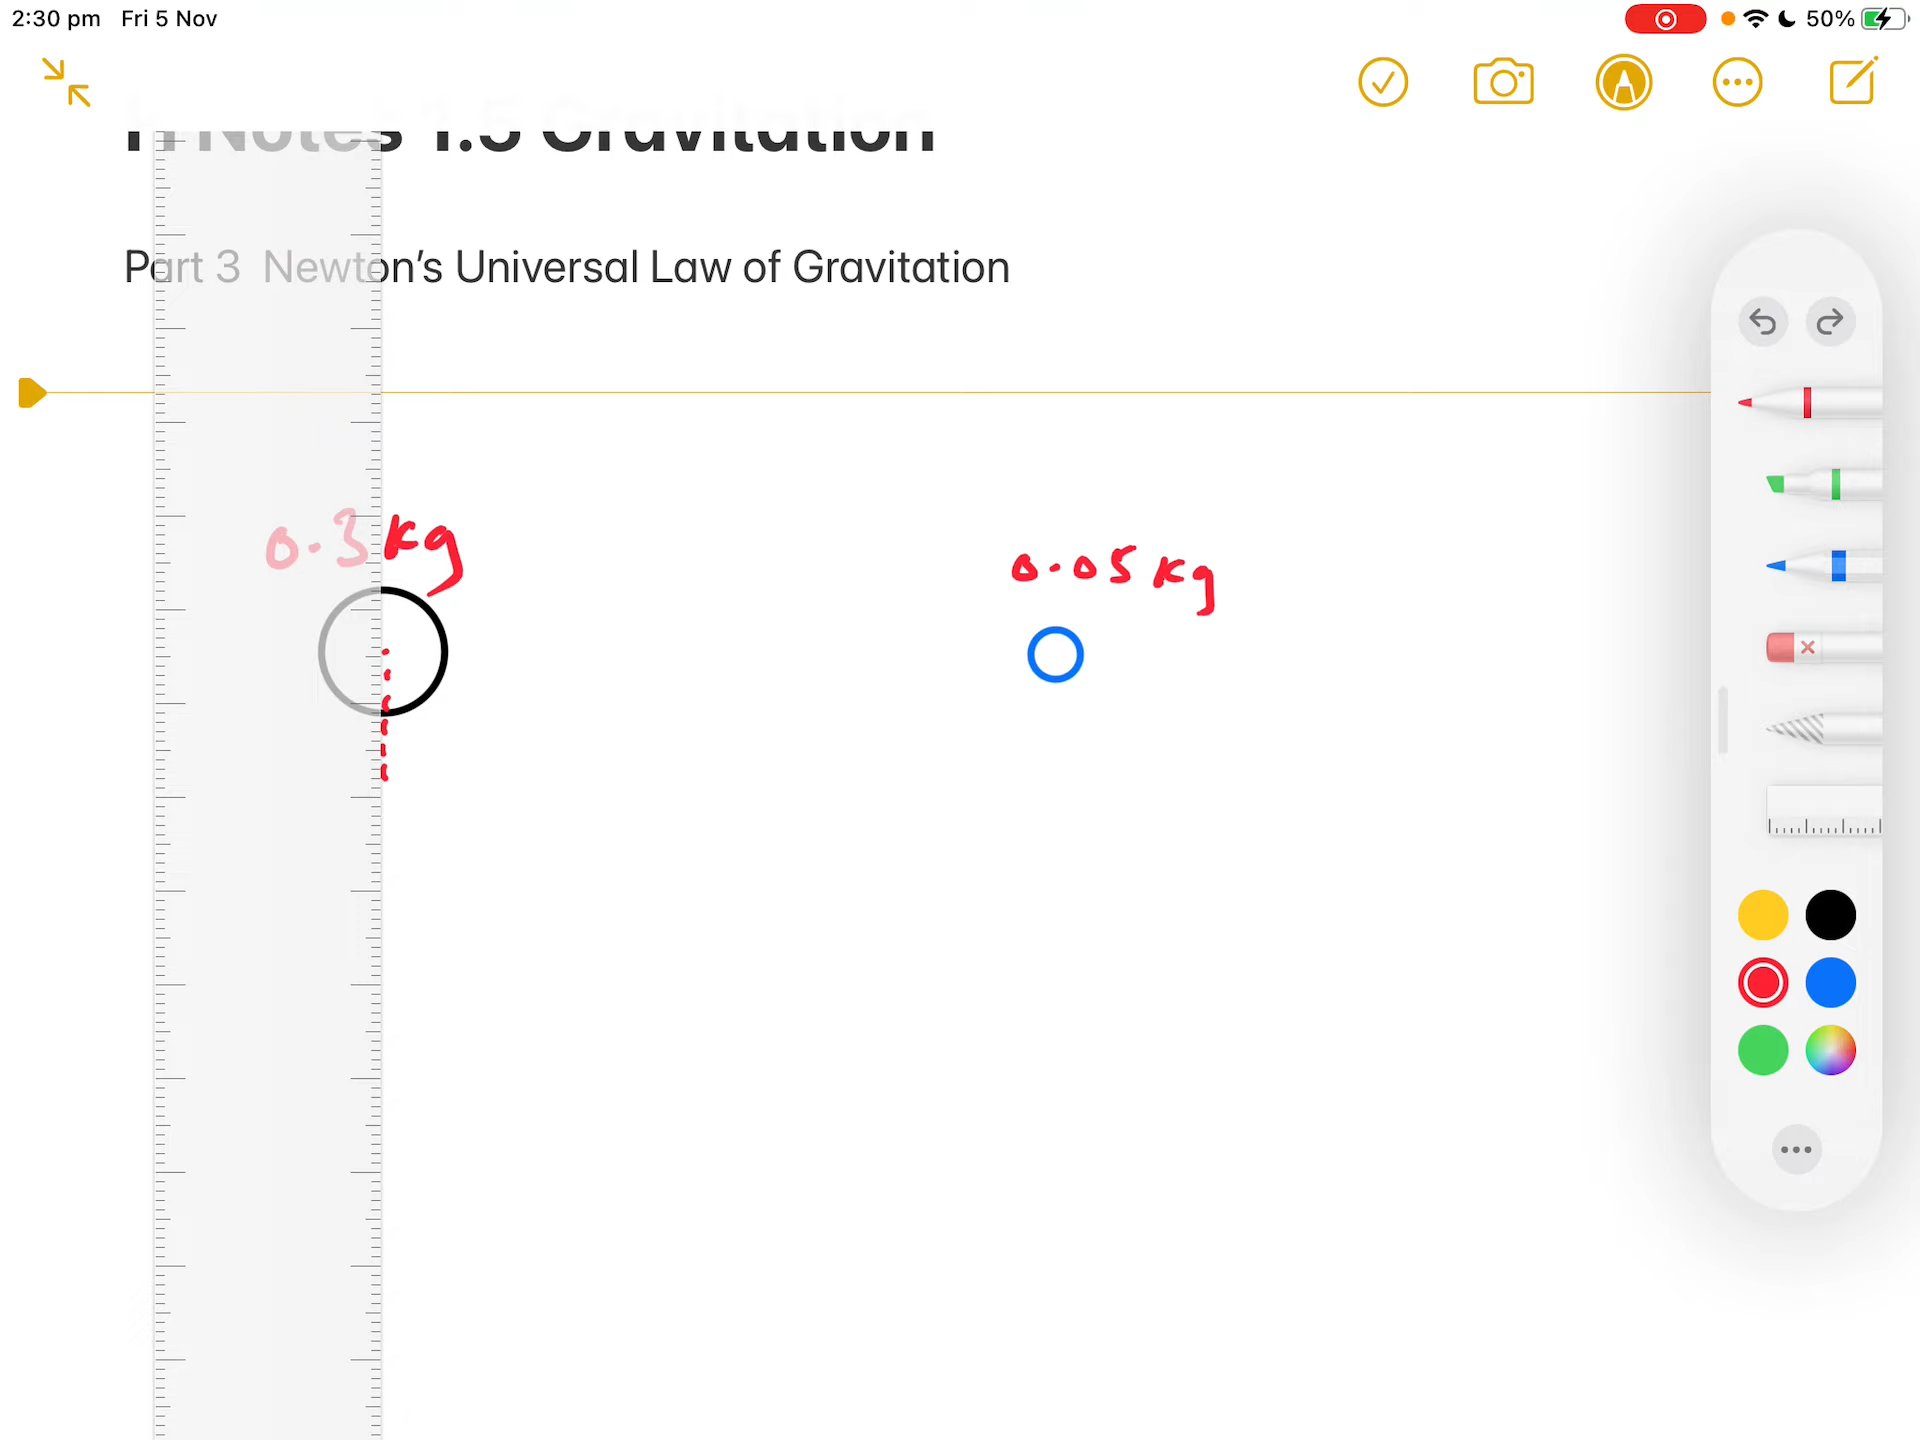 2:30 pm Fri 5 Nov 50%
Notes 1.5 Gravitation
Part 3 Newton's Universal Law of Gravitation
0.3 kg
0.05 kg